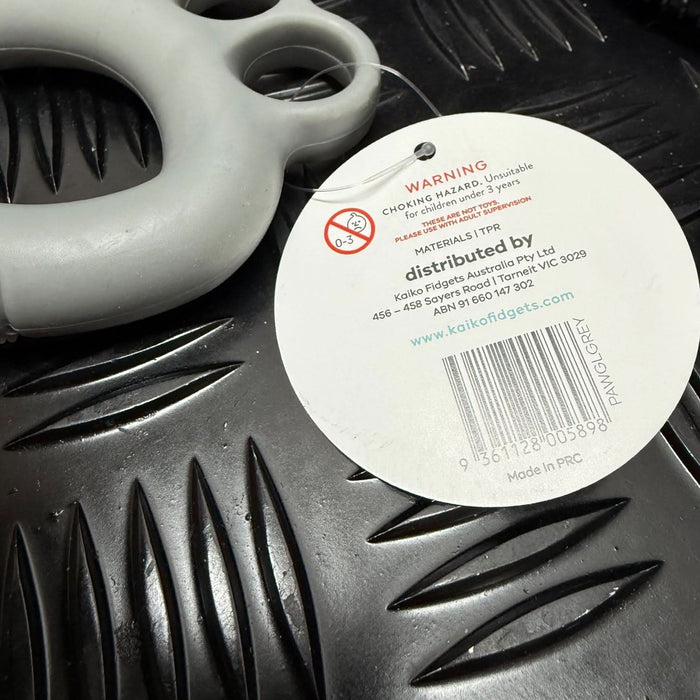 WARNING
CHOKING HAZARD. Unsuitable
for children under 3 years
THESE ARE NOT TOYS.
PLEASE USE WITH ADULT SUPERVISION
0-3
MATERIALS | TPR
distributed by
Kaiko Fidgets Australia Pty Ltd
456 – 458 Sayers Road | Tarneit VIC 3029
ABN 91 660 147 302
www.kaikofidgets.com
PAWGLGREY
9 361128 005898
Made in PRC